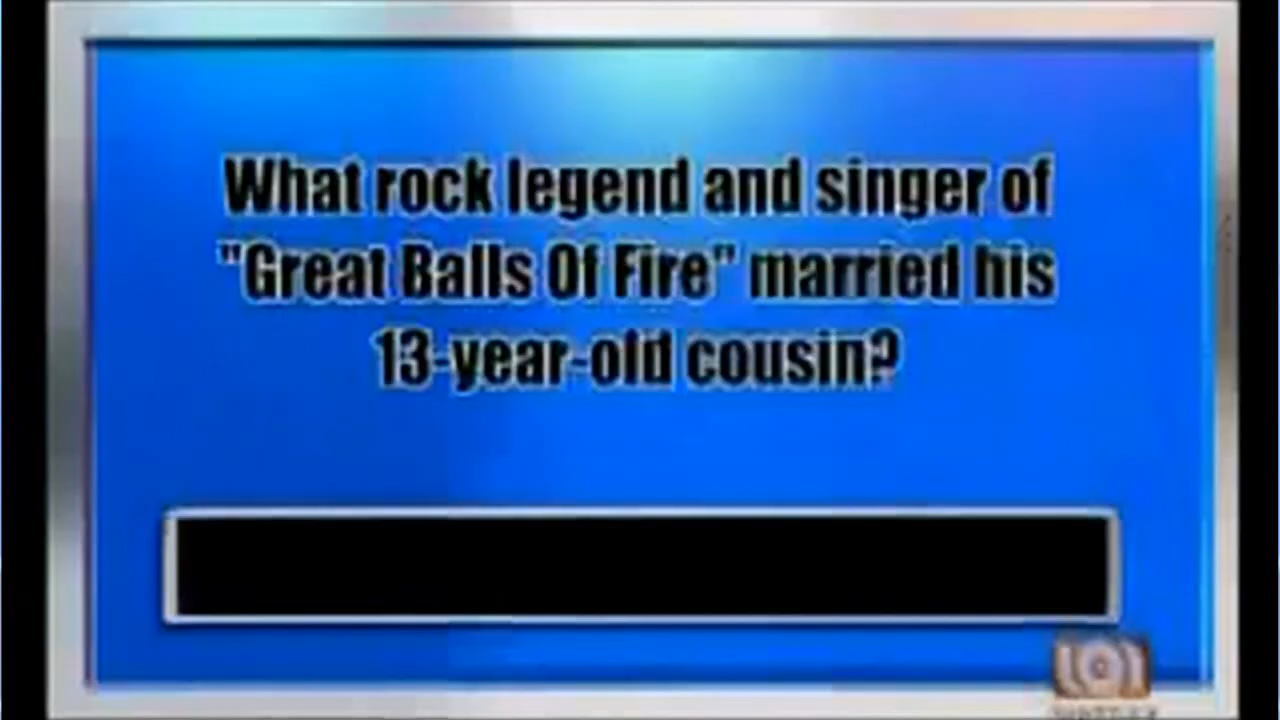 What rock legend and singer of
"Great Balls Of Fire" married his
13-year-old cousin?